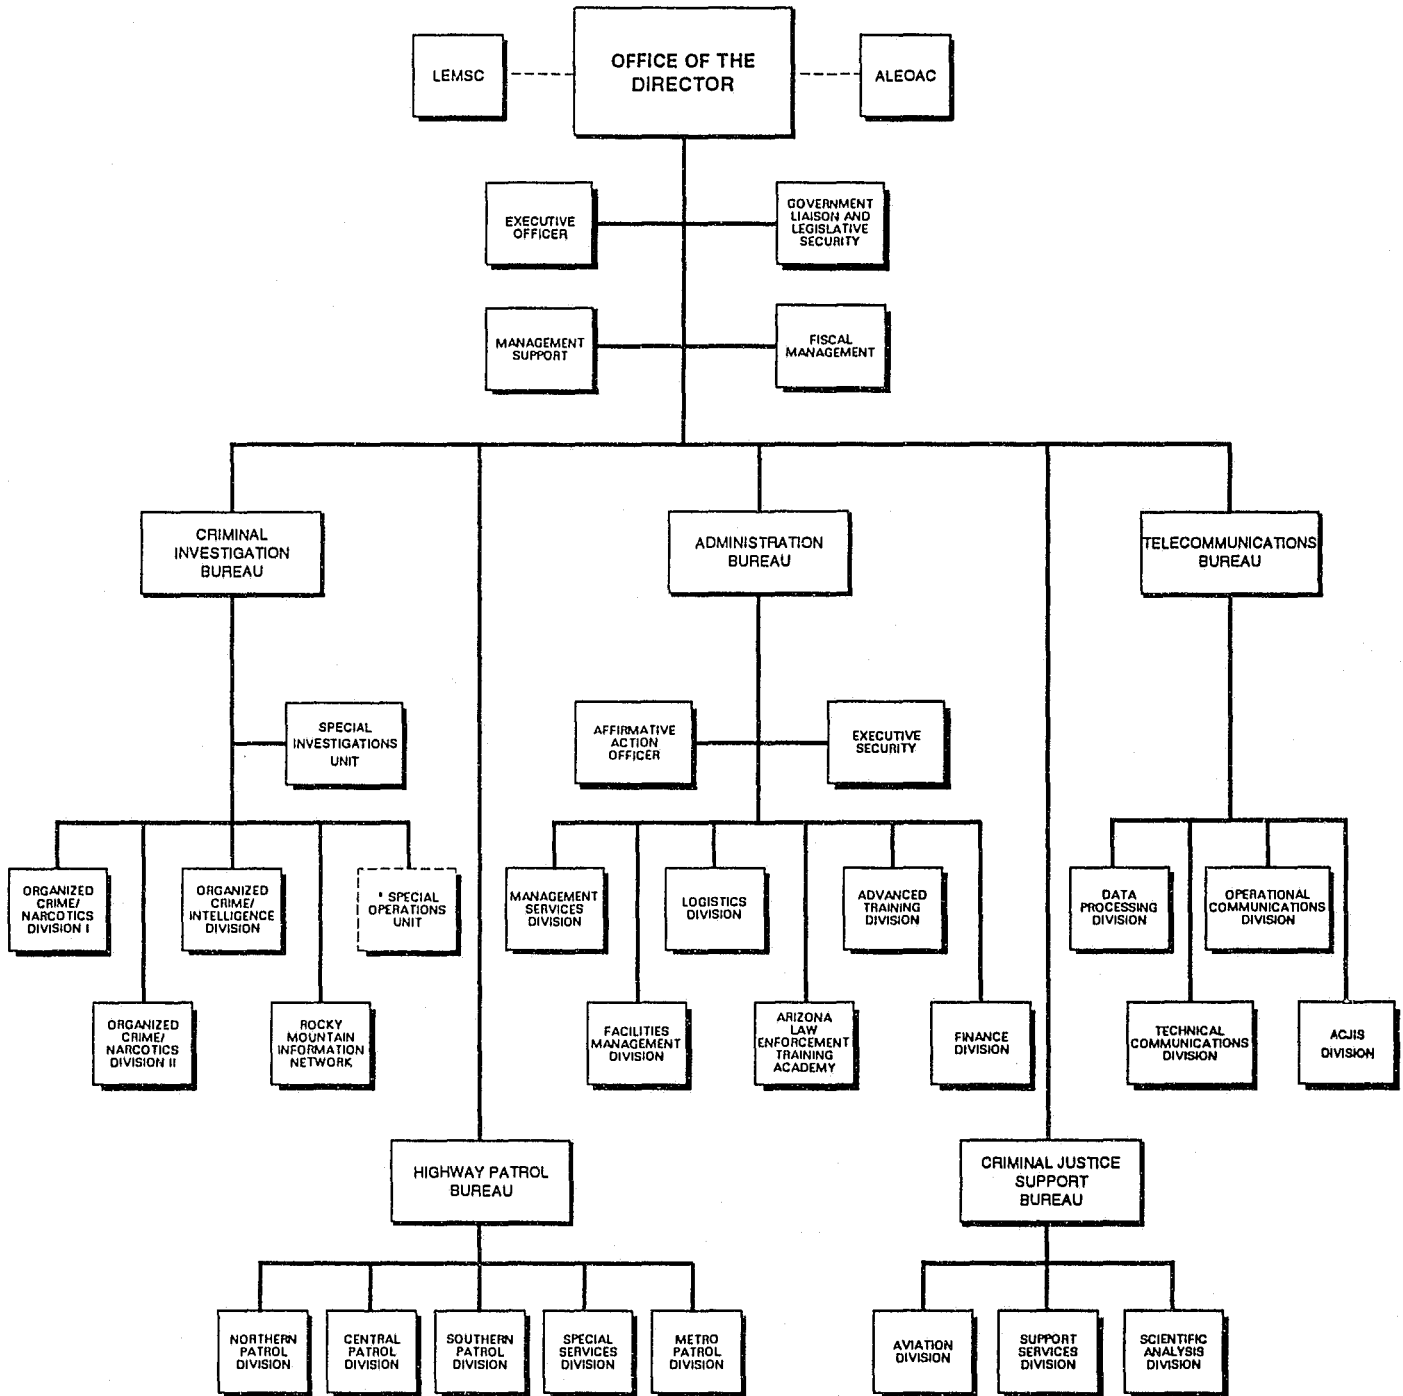 LEMSC
OFFICE OF THE
DIRECTOR
ALEOAC
EXECUTIVE
OFFICER
GOVERNMENT
LIAISON AND
LEGISLATIVE
SECURITY
MANAGEMENT
SUPPORT
FISCAL
MANAGEMENT
CRIMINAL
INVESTIGATION
BUREAU
ADMINISTRATION
BUREAU
TELECOMMUNICATIONS
BUREAU
SPECIAL
INVESTIGATIONS
UNIT
AFFIRMATIVE
ACTION
OFFICER
EXECUTIVE
SECURITY
ORGANIZED
CRIME/
NARCOTICS
DIVISION I
ORGANIZED
CRIME/
INTELLIGENCE
DIVISION
* SPECIAL
OPERATIONS
UNIT
MANAGEMENT
SERVICES
DIVISION
LOGISTICS
DIVISION
ADVANCED
TRAINING
DIVISION
DATA
PROCESSING
DIVISION
OPERATIONAL
COMMUNICATIONS
DIVISION
ORGANIZED
CRIME/
NARCOTICS
DIVISION II
ROCKY
MOUNTAIN
INFORMATION
NETWORK
FACILITIES
MANAGEMENT
DIVISION
ARIZONA
LAW
ENFORCEMENT
TRAINING
ACADEMY
FINANCE
DIVISION
TECHNICAL
COMMUNICATIONS
DIVISION
ACJIS
DIVISION
HIGHWAY PATROL
BUREAU
CRIMINAL JUSTICE
SUPPORT
BUREAU
NORTHERN
PATROL
DIVISION
CENTRAL
PATROL
DIVISION
SOUTHERN
PATROL
DIVISION
SPECIAL
SERVICES
DIVISION
METRO
PATROL
DIVISION
AVIATION
DIVISION
SUPPORT
SERVICES
DIVISION
SCIENTIFIC
ANALYSIS
DIVISION